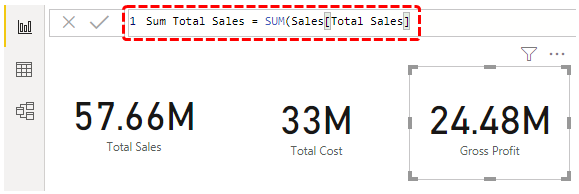 1 Sum Total Sales = SUM(Sales[Total Sales]
57.66M
Total Sales
33M
Total Cost
24.48M
Gross Profit